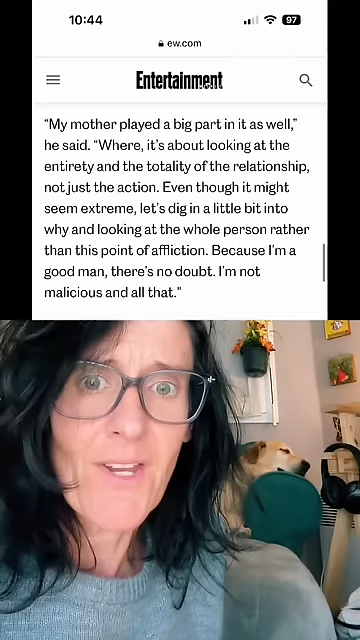 10:44
97
ew.com
Entertainment
“My mother played a big part in it as well,”
he said. “Where, it’s about looking at the
entirety and the totality of the relationship,
not just the action. Even though it might
seem extreme, let’s dig in a little bit into
why and looking at the whole person rather
than this point of affliction. Because I’m a
good man, there’s no doubt. I’m not
malicious and all that.”